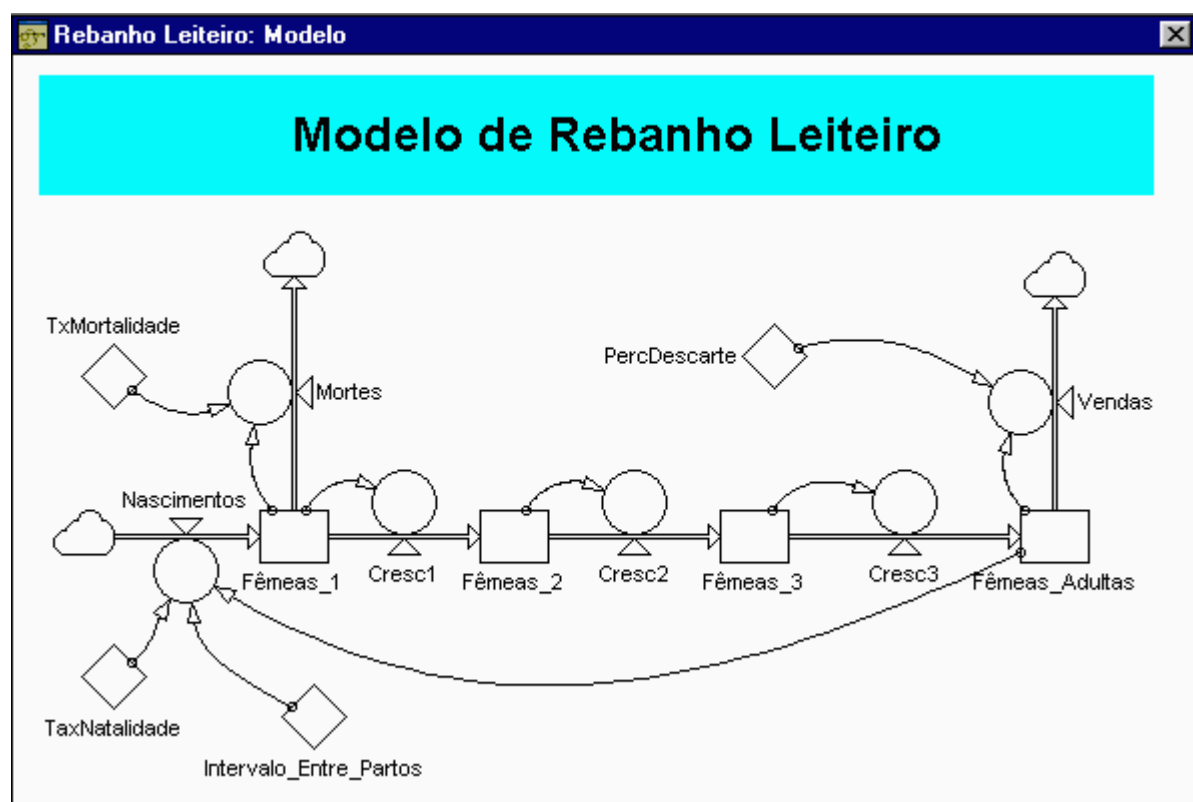 Rebanho Leiteiro: Modelo
Modelo de Rebanho Leiteiro
TxMortalidade
PercDescarte
Mortes
Vendas
Nascimentos
Fêmeas_1
Cresc1
Fêmeas_2
Cresc2
Fêmeas_3
Cresc3
Fêmeas_Adultas
TaxNatalidade
Intervalo_Entre_Partos